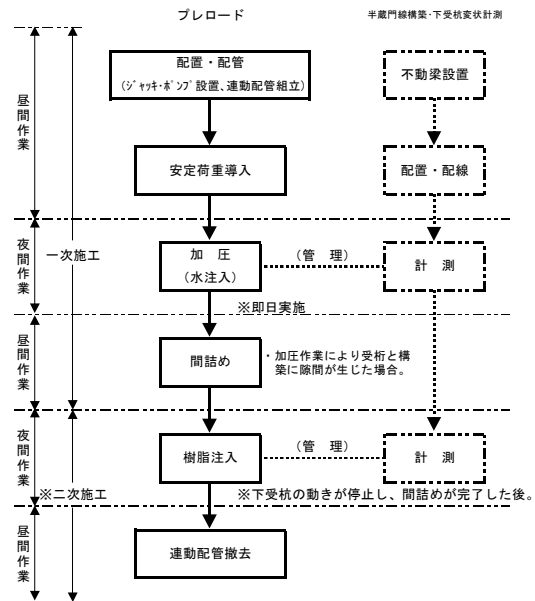 プレロード
半蔵門線構築・下受杭変状計測
配置・配管
(ジャッキ・ポンプ設置、連動配管組立)
不動梁設置
昼間作業
安定荷重導入
配置・配線
夜間作業
一次施工
加 圧
(水注入)
(管 理)
計 測
※即日実施
昼間作業
間詰め
・加圧作業により受桁と構
築に隙間が生じた場合。
夜間作業
樹脂注入
(管 理)
計 測
※二次施工
※下受杭の動きが停止し、間詰めが完了した後。
昼間作業
連動配管撤去